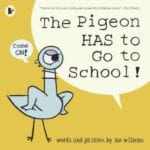 The Pigeon
HAS to
Go to
School!
COME
ON!
words and pictures by mo willems